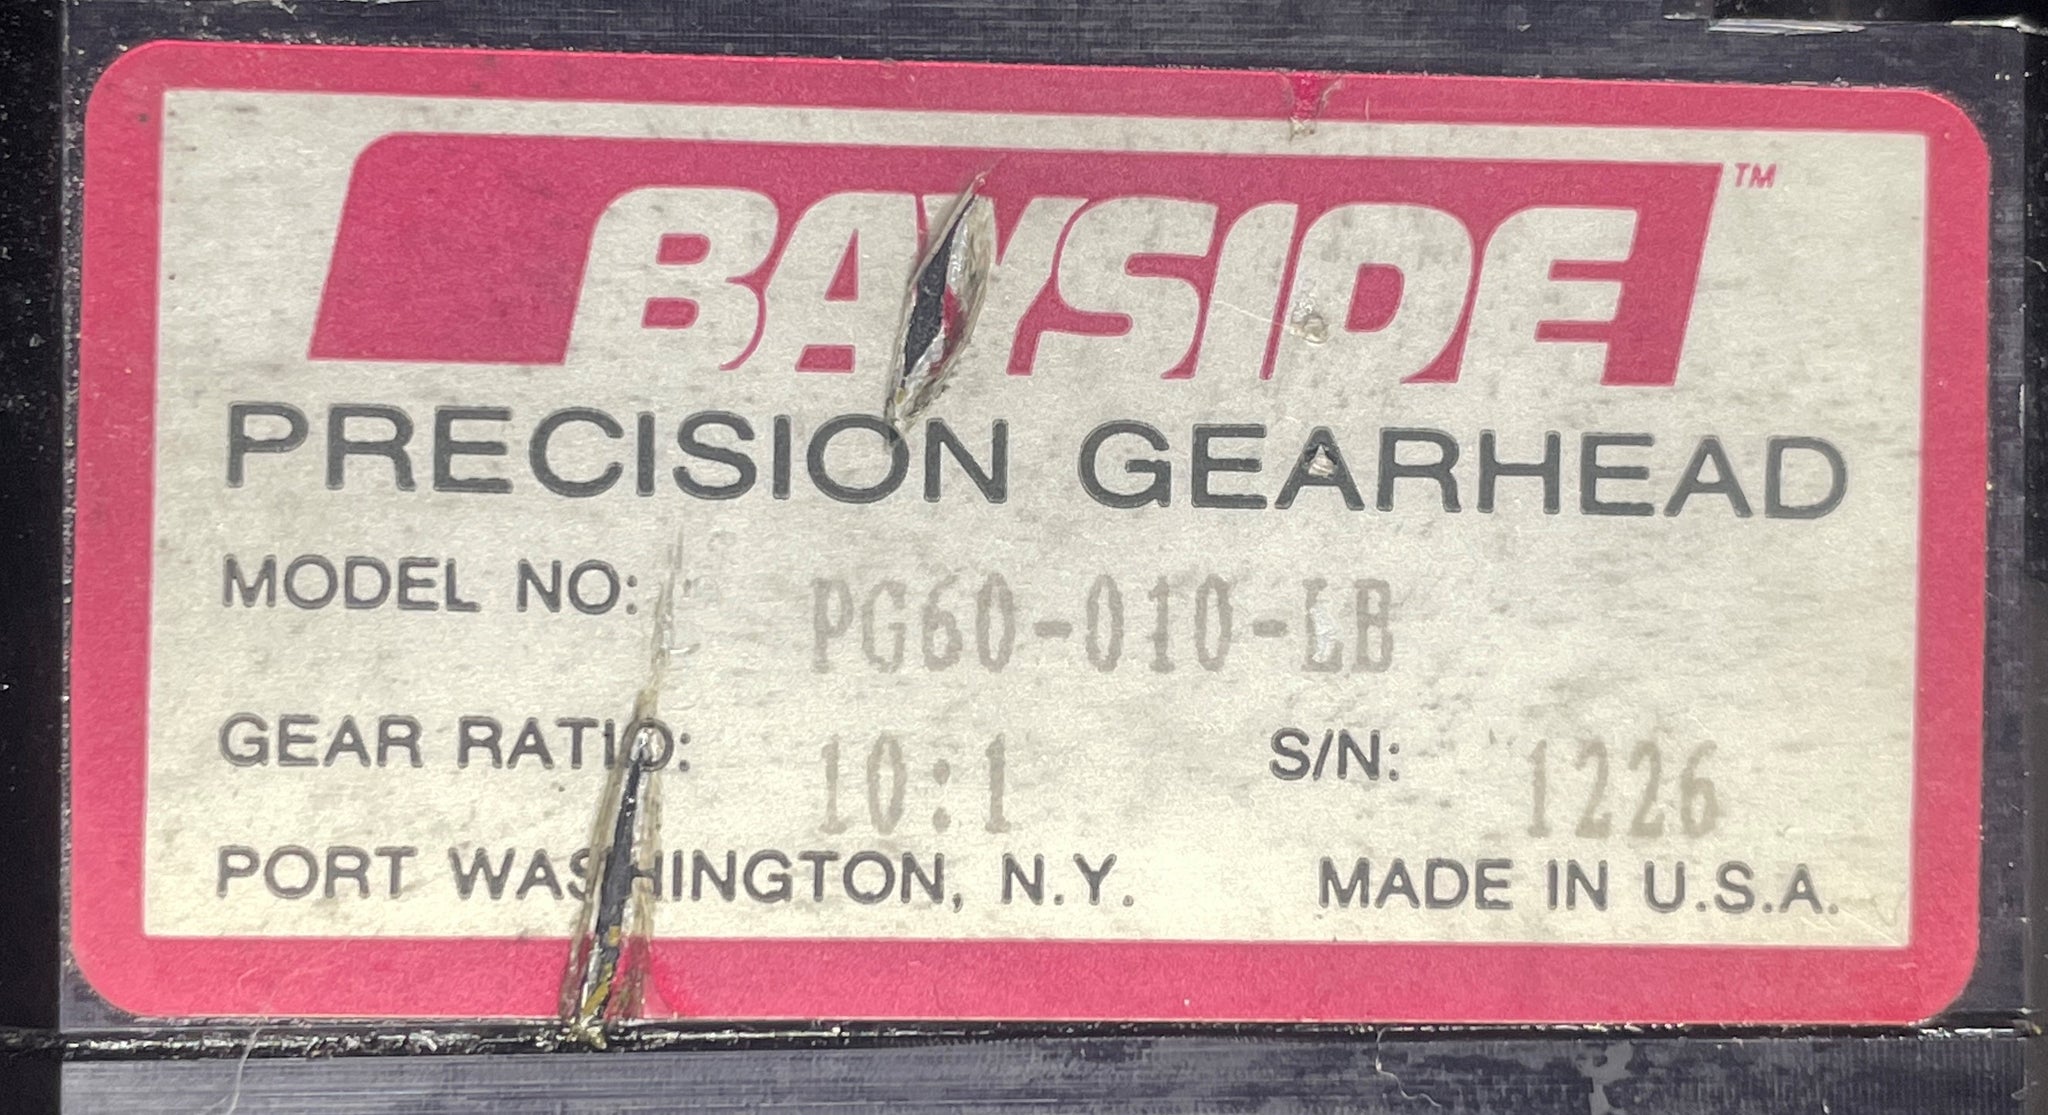 BAYSIDE™
PRECISION GEARHEAD
MODEL NO: PG60-010-LB
GEAR RATIO: 10:1 S/N: 1226
PORT WASHINGTON, N.Y. MADE IN U.S.A.